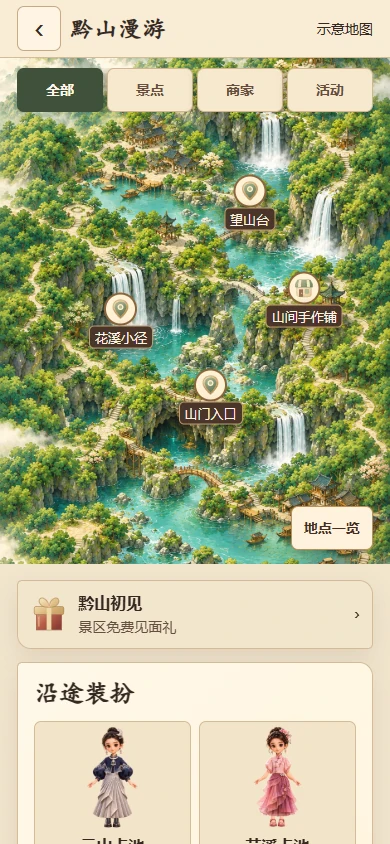 黔山漫游
示意地图
全部
景点
商家
活动
望山台
山间手作铺
花溪小径
山门入口
地点一览
黔山初见
景区免费见面礼
沿途装扮